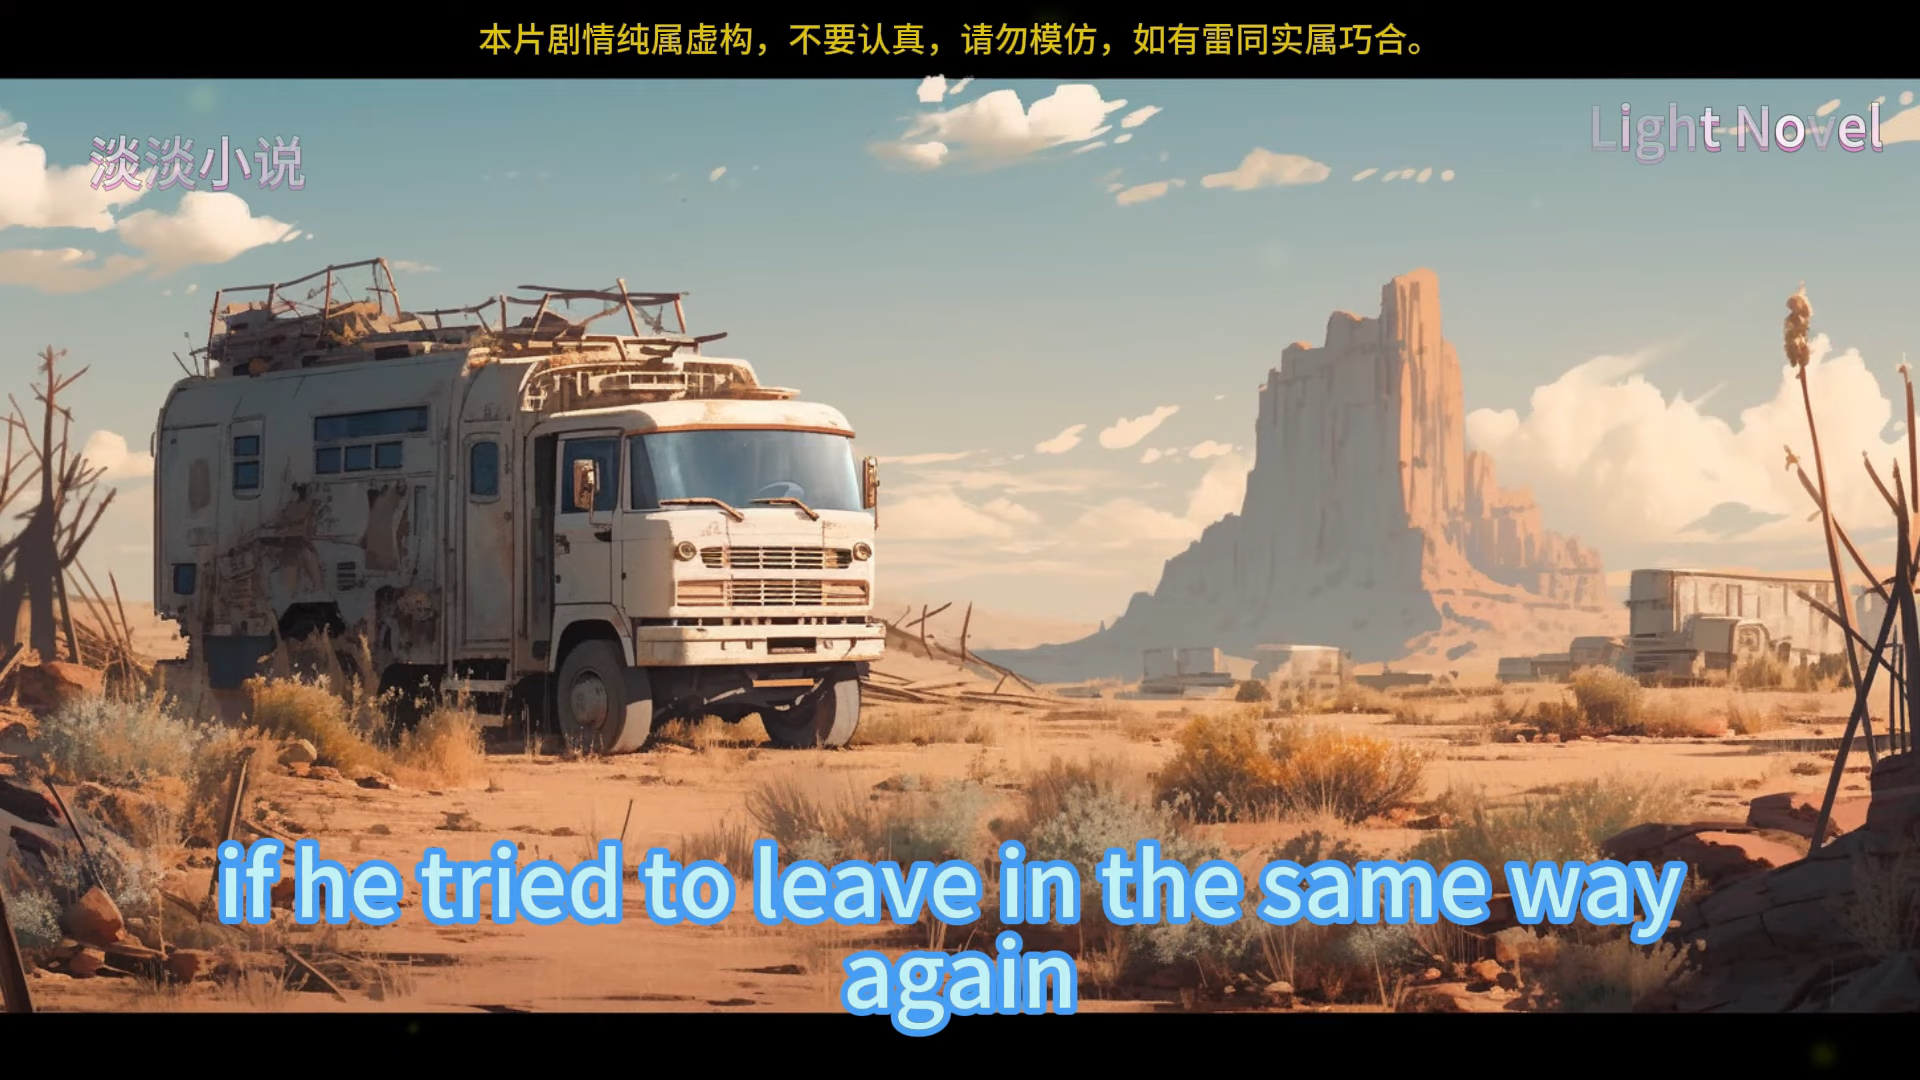 本片剧情纯属虚构，不要认真，请勿模仿，如有雷同实属巧合。
淡淡小说
Light Novel
if he tried to leave in the same way
again